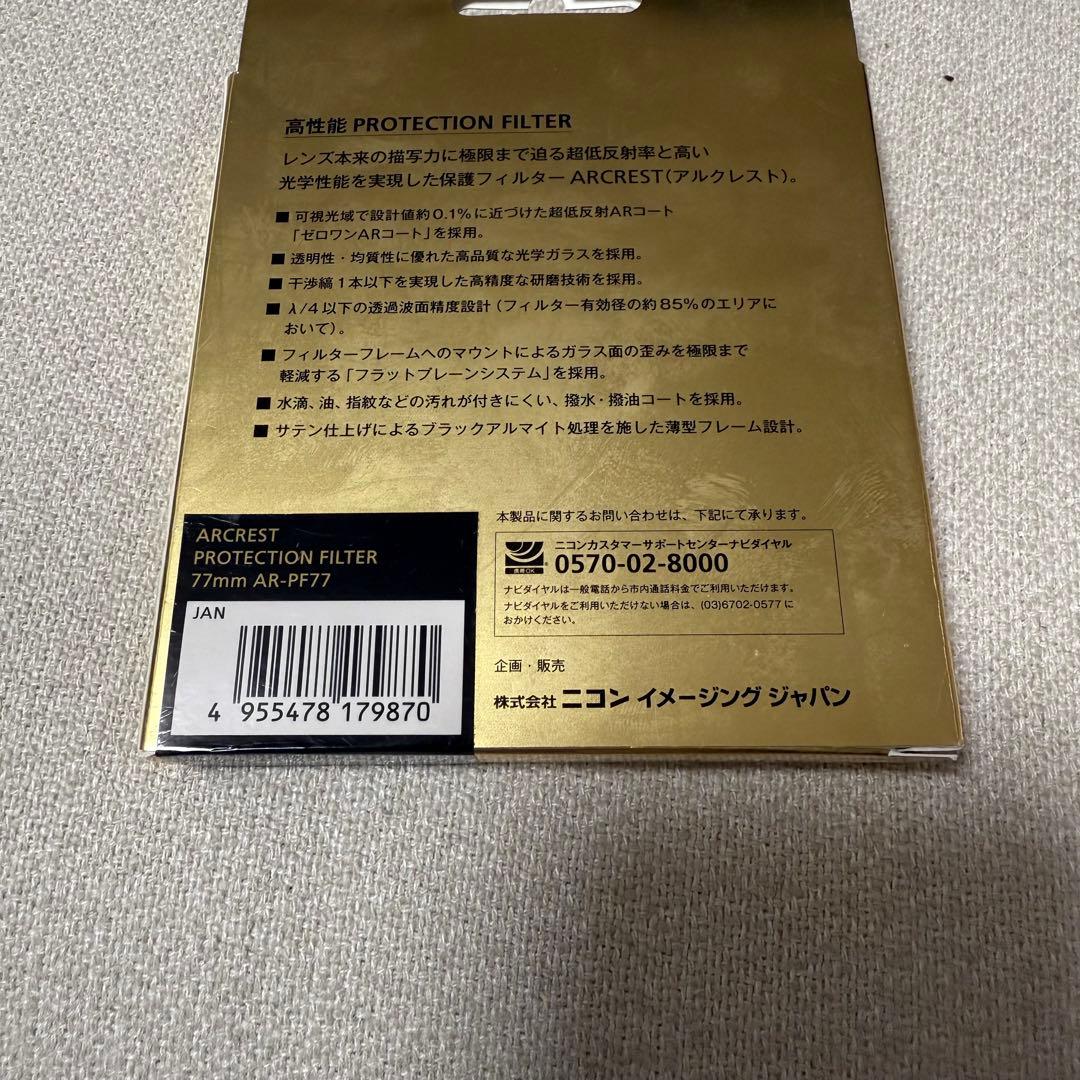 高性能 PROTECTION FILTER
レンズ本来の描写力に極限まで迫る超低反射率と高い
光学性能を実現した保護フィルター ARCREST(アルクレスト)。
■ 可視光域で設計値約0.1%に近づけた超低反射ARコート
「ゼロワンARコート」を採用。
■ 透明性・均質性に優れた高品質な光学ガラスを採用。
■ 干渉縞1本以下を実現した高精度な研磨技術を採用。
■ λ/4以下の透過波面精度設計(フィルター有効径の約85%のエリアに
おいて)。
■ フィルターフレームへのマウントによるガラス面の歪みを極限まで
軽減する「フラットプレーンシステム」を採用。
■ 水滴、油、指紋などの汚れが付きにくい、撥水・撥油コートを採用。
■ サテン仕上げによるブラックアルマイト処理を施した薄型フレーム設計。
ARCREST
PROTECTION FILTER
77mm AR-PF77
JAN
4 955478 179870
本製品に関するお問い合わせは、下記にて承ります。
携帯OK
ニコンカスタマーサポートセンターナビダイヤル
0570-02-8000
ナビダイヤルは一般電話から市内通話料金でご利用いただけます。
ナビダイヤルをご利用いただけない場合は、(03)6702-0577に
おかけください。
企画・販売
株式会社 ニコン イメージング ジャパン